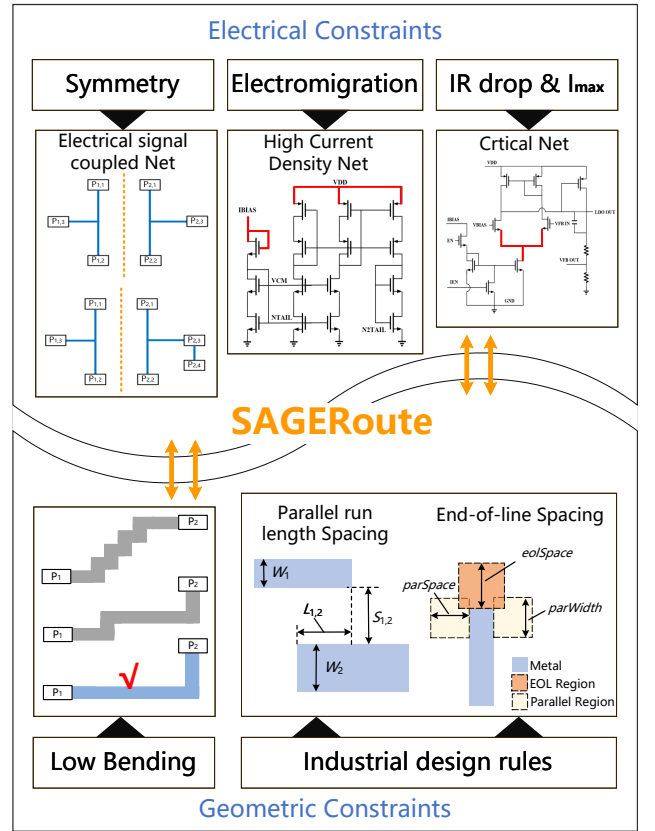 Electrical Constraints
Symmetry
Electromigration
IR drop & Imax
Electrical signal
coupled Net
P1,1
P2,1
P1,3
P2,3
P1,2
P2,2
P1,1
P2,1
P1,3
P2,3
P2,4
P1,2
P2,2
High Current
Density Net
VDD
IBIAS
VCM
NTAIL
N2TAIL
Crtical Net
VDD
LDO OUT
IBIAS
VBIAS
VFB IN
EN
VFB OUT
IEN
GND
SAGERoute
P2
P1
P2
P1
P2
√
P1
Parallel run
length Spacing
W1
L1,2
S1,2
W2
End-of-line Spacing
eolSpace
parSpace
parWidth
Metal
EOL Region
Parallel Region
Low Bending
Industrial design rules
Geometric Constraints